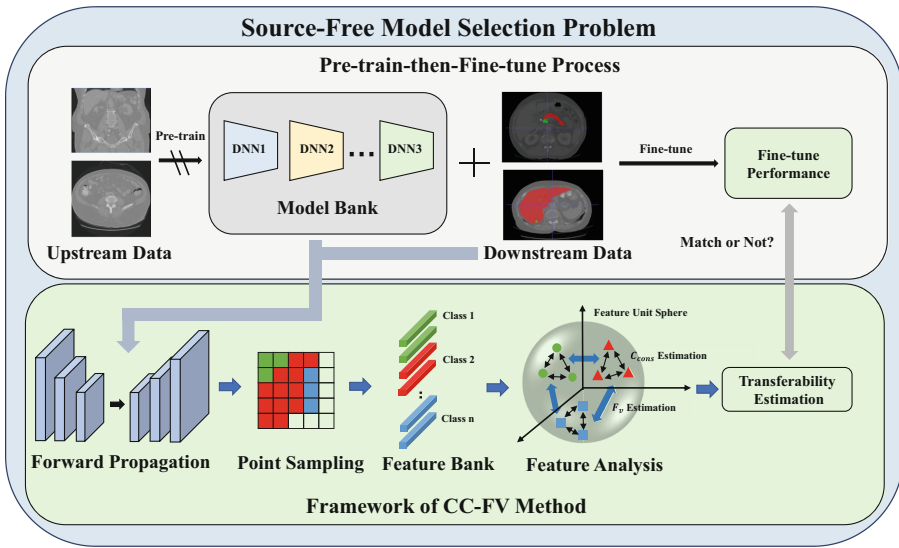 Source-Free Model Selection Problem
Pre-train-then-Fine-tune Process
Pre-train
DNN1
DNN2
...
DNN3
Model Bank
Upstream Data
Downstream Data
Fine-tune
Fine-tune
Performance
Match or Not?
Class 1
Class 2
⋮
Class n
Feature Unit Sphere
C_cons Estimation
F_v Estimation
Transferability
Estimation
Forward Propagation
Point Sampling
Feature Bank
Feature Analysis
Framework of CC-FV Method